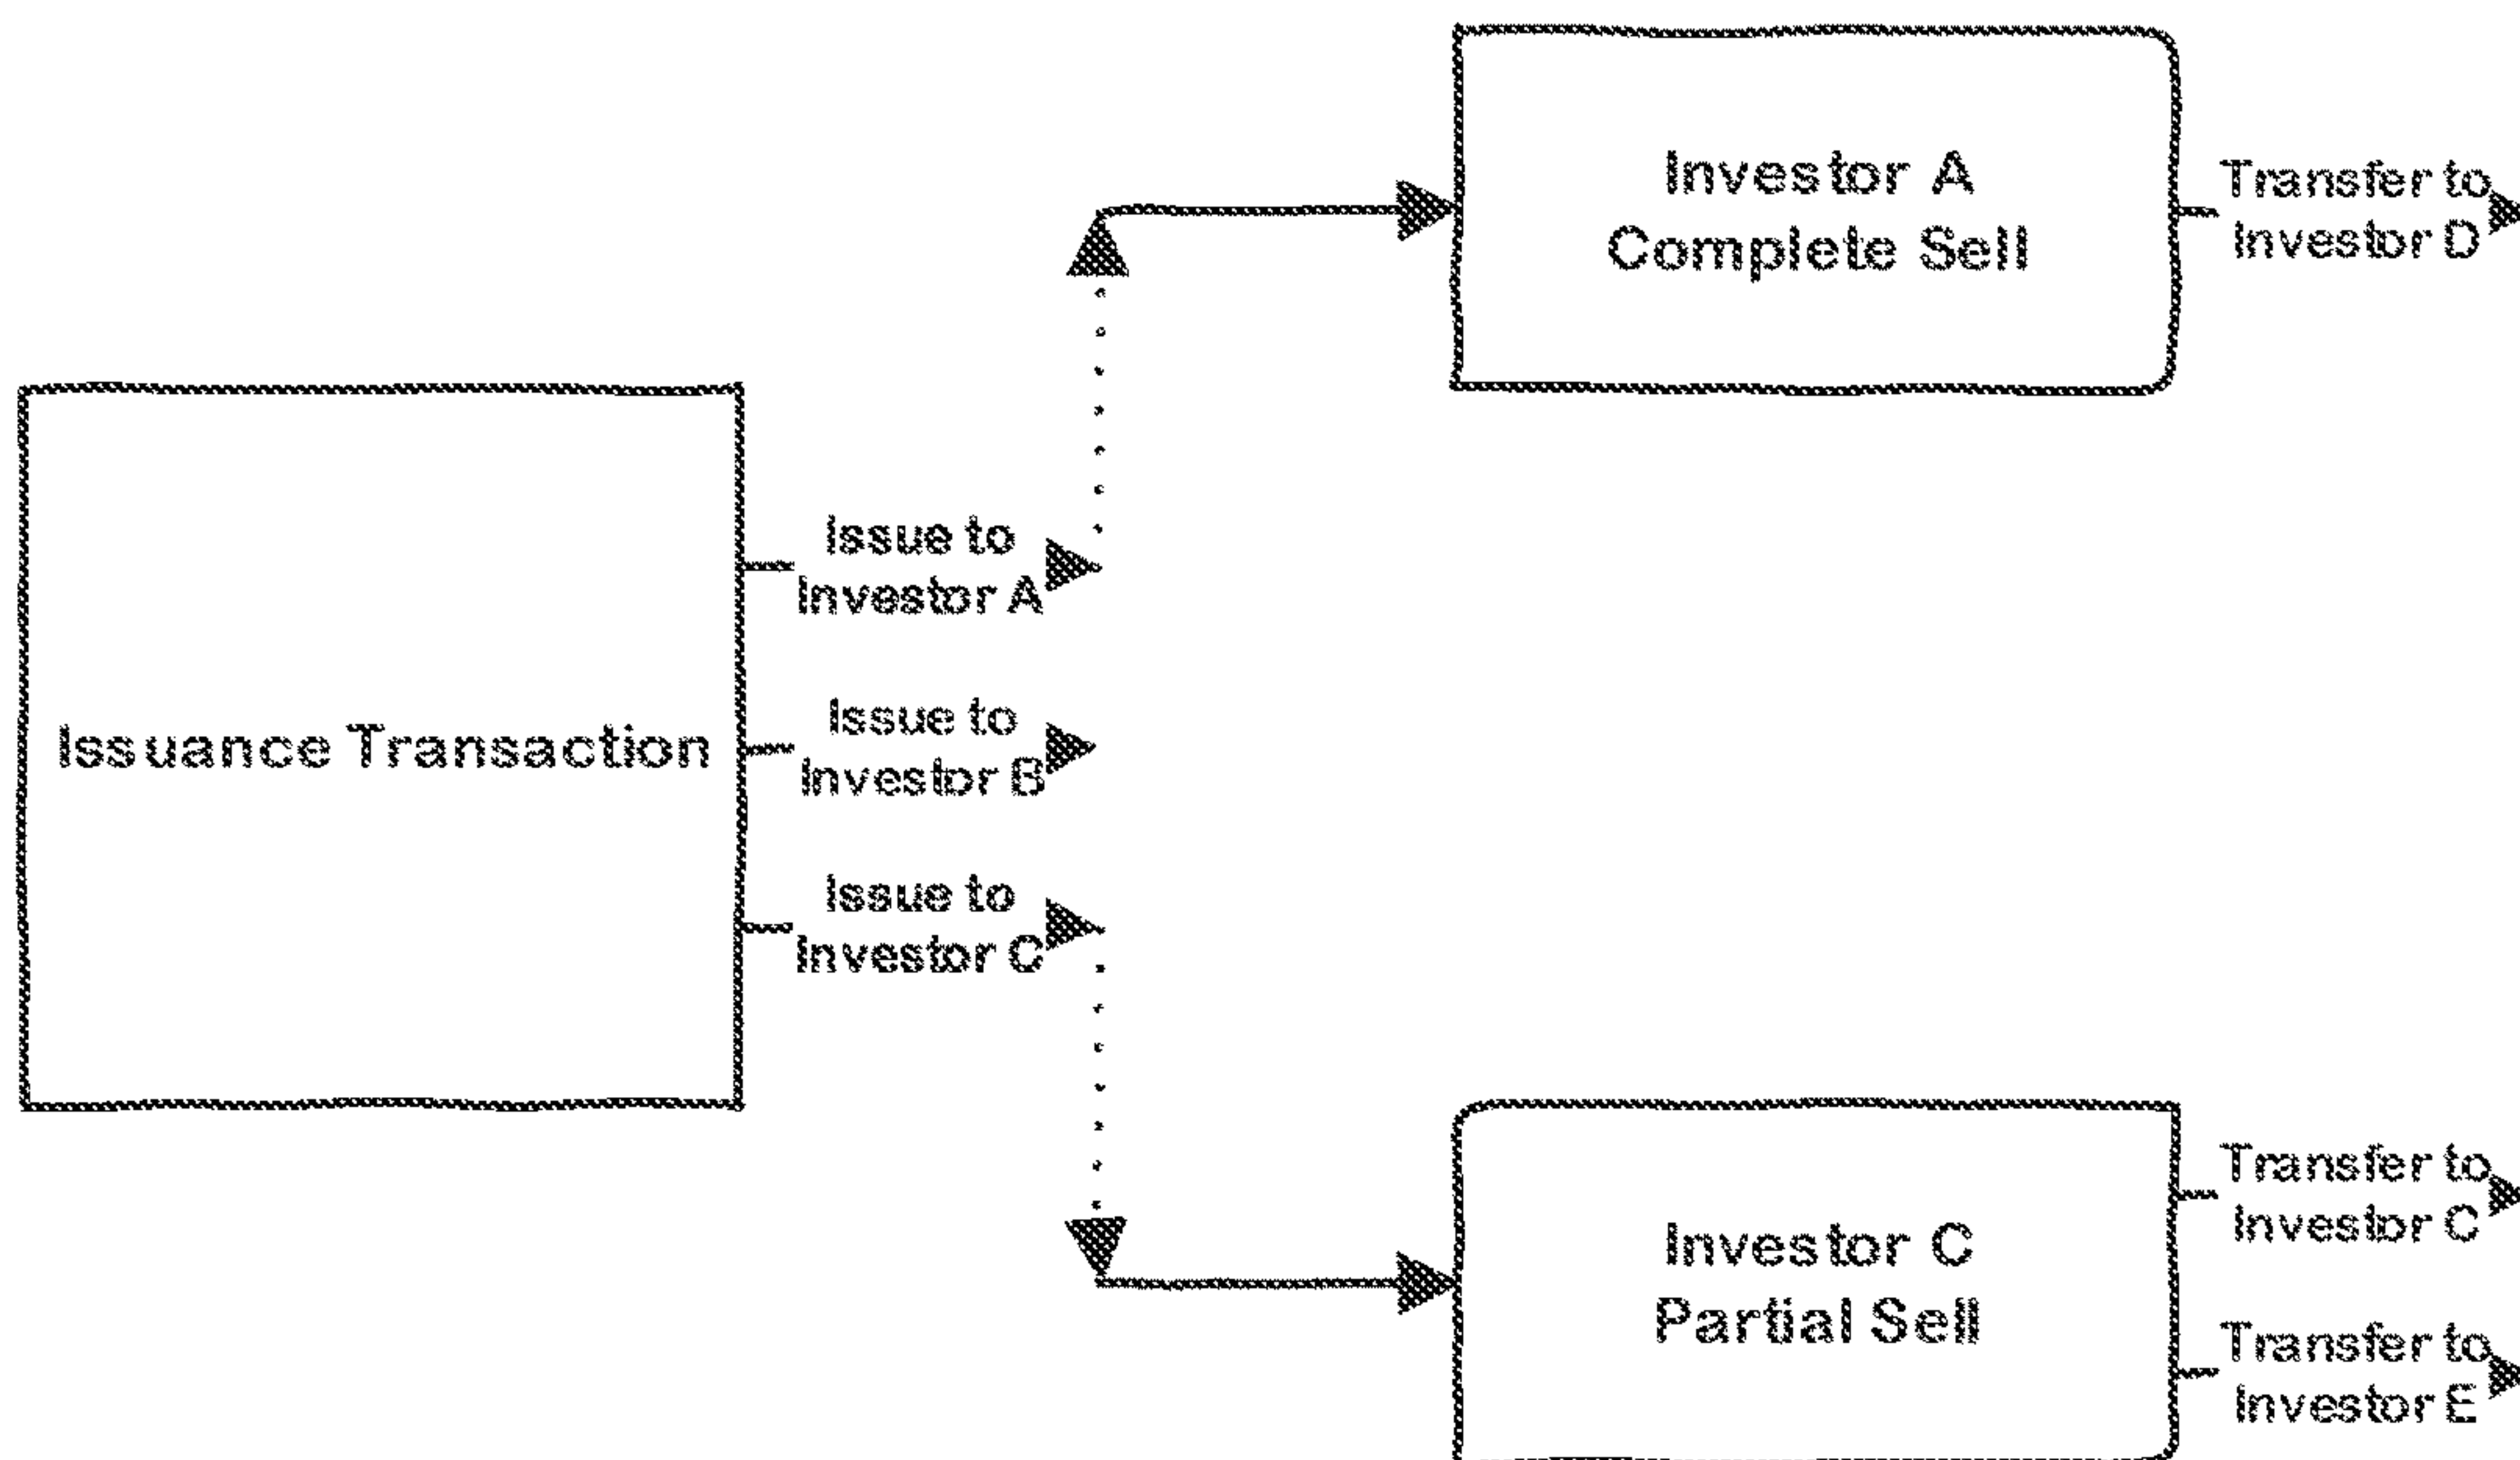 Investor A
Complete Sell
Transfer to
Investor D
Issue to
Investor A
Issuance Transaction
Issue to
Investor B
Issue to
Investor C
Investor C
Partial Sell
Transfer to
Investor C
Transfer to
Investor E